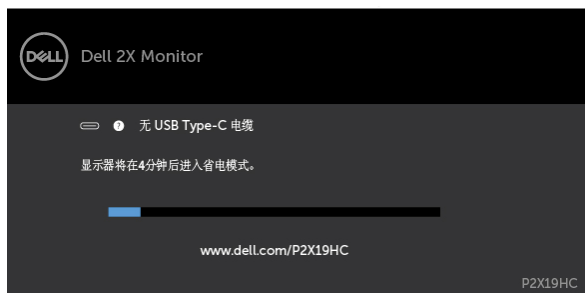 DELL
Dell 2X Monitor
? 无 USB Type-C 电缆
显示器将在4分钟后进入省电模式。
www.dell.com/P2X19HC
P2X19HC